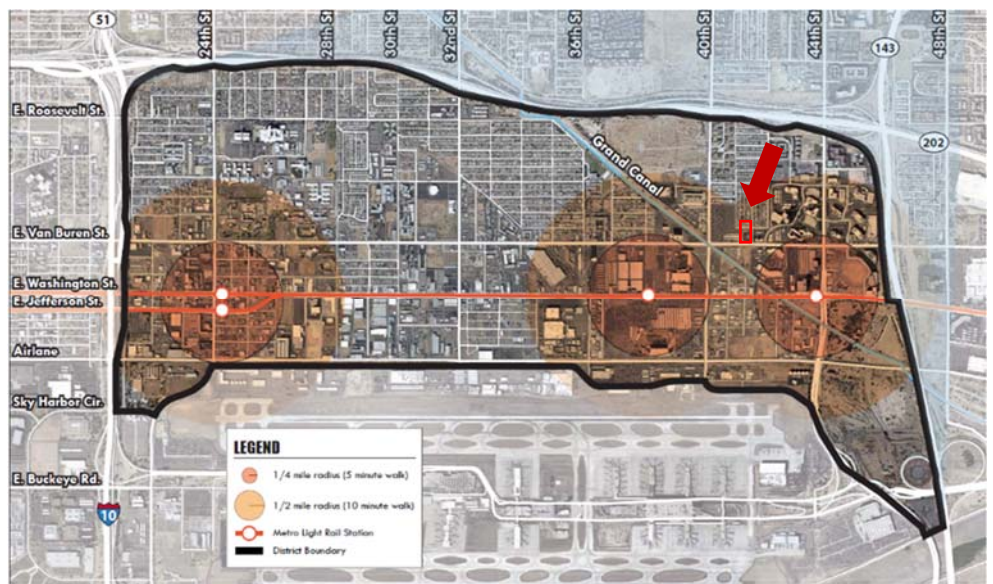 51
24th St
28th St
30th St
32nd St
36th St
40th St
44th St
143
48th St
E. Roosevelt St.
202
Grand Canal
E. Van Buren St.
E. Washington St.
E. Jefferson St.
Airlane
Sky Harbor Cir.
E. Buckeye Rd.
10
LEGEND
1/4 mile radius (5 minute walk)
1/2 mile radius (10 minute walk)
Metro Light Rail Station
District Boundary